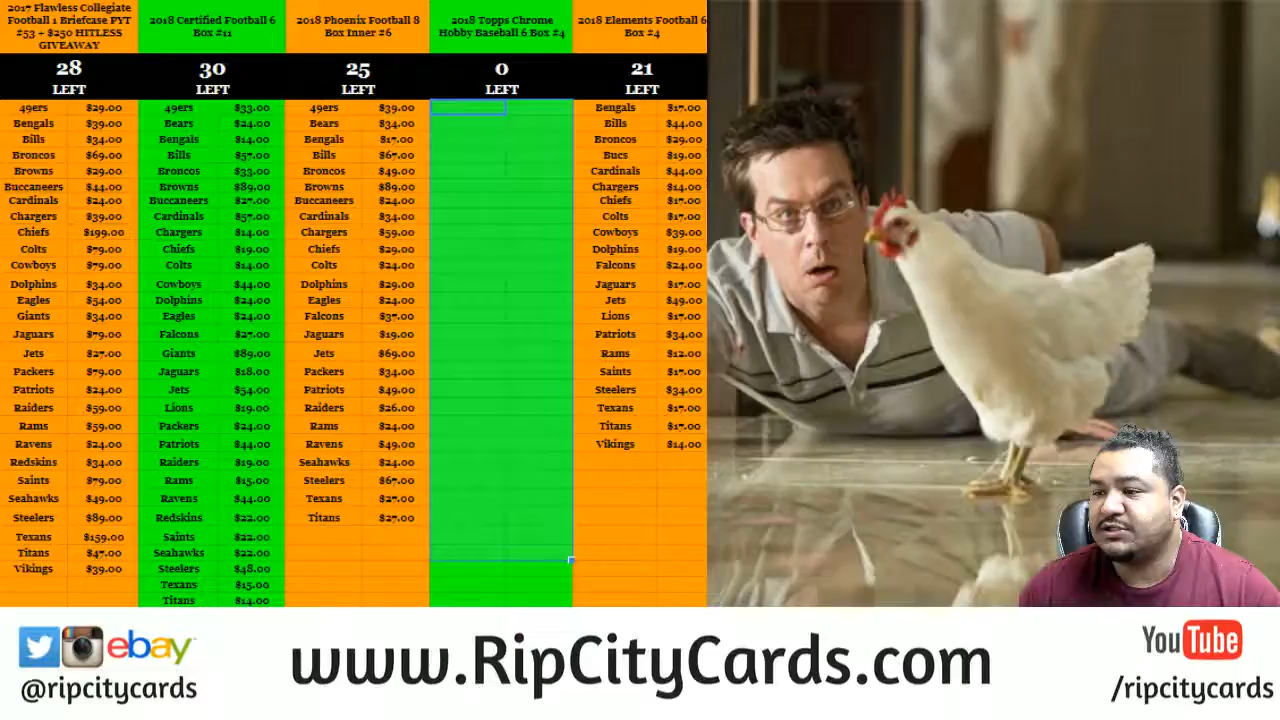 2017 Flawless Collegiate
Football 1 Briefcase PYT
#53 + $250 HITLESS
GIVEAWAY
28
LEFT
49ers $29.00
Bengals $39.00
Bills $34.00
Broncos $69.00
Browns $29.00
Buccaneers $44.00
Cardinals $24.00
Chargers $39.00
Chiefs $199.00
Colts $79.00
Cowboys $79.00
Dolphins $34.00
Eagles $54.00
Giants $34.00
Jaguars $79.00
Jets $27.00
Packers $79.00
Patriots $24.00
Raiders $59.00
Rams $59.00
Ravens $24.00
Redskins $34.00
Saints $79.00
Seahawks $49.00
Steelers $89.00
Texans $159.00
Titans $47.00
Vikings $39.00
2018 Certified Football 6
Box #11
30
LEFT
49ers $33.00
Bears $24.00
Bengals $14.00
Bills $57.00
Broncos $33.00
Browns $89.00
Buccaneers $27.00
Cardinals $57.00
Chargers $14.00
Chiefs $19.00
Colts $14.00
Cowboys $44.00
Dolphins $24.00
Eagles $24.00
Falcons $27.00
Giants $89.00
Jaguars $18.00
Jets $54.00
Lions $19.00
Packers $24.00
Patriots $44.00
Raiders $19.00
Rams $15.00
Ravens $44.00
Redskins $22.00
Saints $22.00
Seahawks $22.00
Steelers $48.00
Texans $15.00
Titans $14.00
2018 Phoenix Football 8
Box Inner #6
25
LEFT
49ers $39.00
Bears $34.00
Bengals $17.00
Bills $67.00
Broncos $49.00
Browns $89.00
Buccaneers $24.00
Cardinals $34.00
Chargers $59.00
Chiefs $29.00
Colts $24.00
Dolphins $29.00
Eagles $24.00
Falcons $37.00
Jaguars $19.00
Jets $69.00
Packers $34.00
Patriots $49.00
Raiders $26.00
Rams $24.00
Ravens $49.00
Seahawks $24.00
Steelers $67.00
Texans $27.00
Titans $27.00
2018 Topps Chrome
Hobby Baseball 6 Box #4
0
LEFT
2018 Elements Football 6
Box #4
21
LEFT
Bengals $17.00
Bills $44.00
Broncos $29.00
Bucs $19.00
Cardinals $44.00
Chargers $14.00
Chiefs $17.00
Colts $17.00
Cowboys $39.00
Dolphins $19.00
Falcons $24.00
Jaguars $17.00
Jets $49.00
Lions $17.00
Patriots $34.00
Rams $12.00
Saints $17.00
Steelers $34.00
Texans $17.00
Titans $17.00
Vikings $14.00
ebay
@ripcitycards
www.RipCityCards.com
YouTube
/ripcitycards